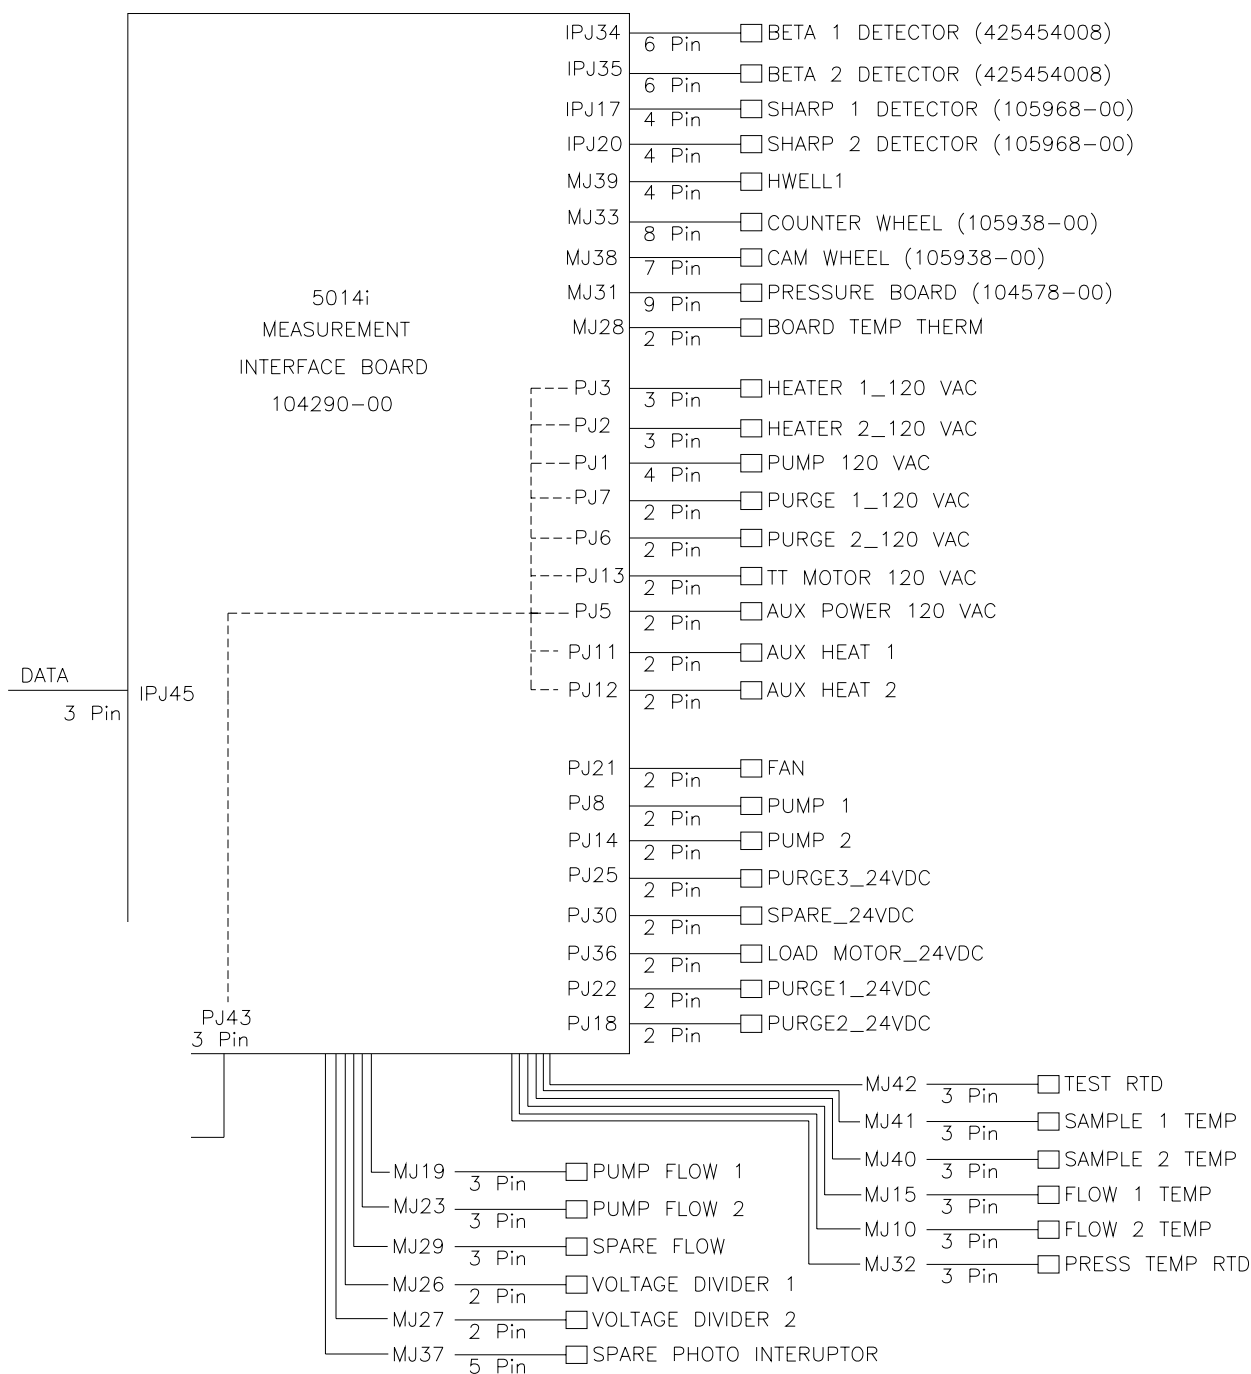 IPJ34 6 Pin BETA 1 DETECTOR (425454008)
IPJ35 6 Pin BETA 2 DETECTOR (425454008)
IPJ17 4 Pin SHARP 1 DETECTOR (105968-00)
IPJ20 4 Pin SHARP 2 DETECTOR (105968-00)
MJ39 4 Pin HWELL1
MJ33 8 Pin COUNTER WHEEL (105938-00)
MJ38 7 Pin CAM WHEEL (105938-00)
MJ31 9 Pin PRESSURE BOARD (104578-00)
MJ28 2 Pin BOARD TEMP THERM
5014i
MEASUREMENT
INTERFACE BOARD
104290-00
PJ3 3 Pin HEATER 1_120 VAC
PJ2 3 Pin HEATER 2_120 VAC
PJ1 4 Pin PUMP 120 VAC
PJ7 2 Pin PURGE 1_120 VAC
PJ6 2 Pin PURGE 2_120 VAC
PJ13 2 Pin TT MOTOR 120 VAC
PJ5 2 Pin AUX POWER 120 VAC
PJ11 2 Pin AUX HEAT 1
PJ12 2 Pin AUX HEAT 2
DATA
3 Pin
IPJ45
PJ21 2 Pin FAN
PJ8 2 Pin PUMP 1
PJ14 2 Pin PUMP 2
PJ25 2 Pin PURGE3_24VDC
PJ30 2 Pin SPARE_24VDC
PJ36 2 Pin LOAD MOTOR_24VDC
PJ22 2 Pin PURGE1_24VDC
PJ18 2 Pin PURGE2_24VDC
PJ43
3 Pin
MJ42 3 Pin TEST RTD
MJ41 3 Pin SAMPLE 1 TEMP
MJ40 3 Pin SAMPLE 2 TEMP
MJ15 3 Pin FLOW 1 TEMP
MJ10 3 Pin FLOW 2 TEMP
MJ32 3 Pin PRESS TEMP RTD
MJ19 3 Pin PUMP FLOW 1
MJ23 3 Pin PUMP FLOW 2
MJ29 3 Pin SPARE FLOW
MJ26 2 Pin VOLTAGE DIVIDER 1
MJ27 2 Pin VOLTAGE DIVIDER 2
MJ37 5 Pin SPARE PHOTO INTERUPTOR